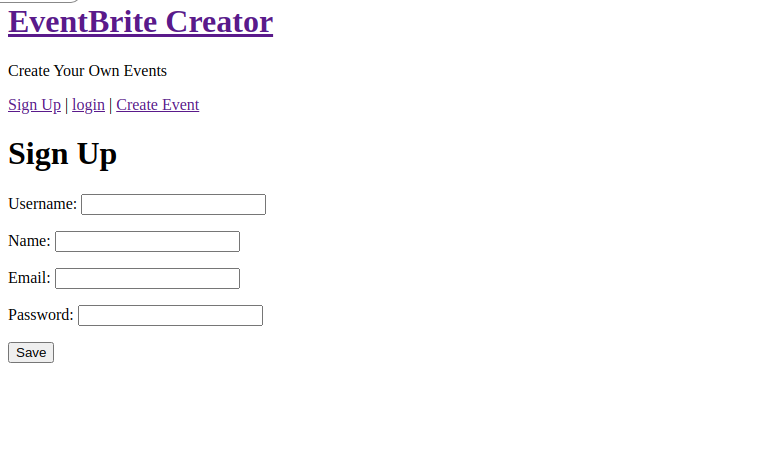 EventBrite Creator
Create Your Own Events
Sign Up | login | Create Event
Sign Up
Username:
Name:
Email:
Password:
Save